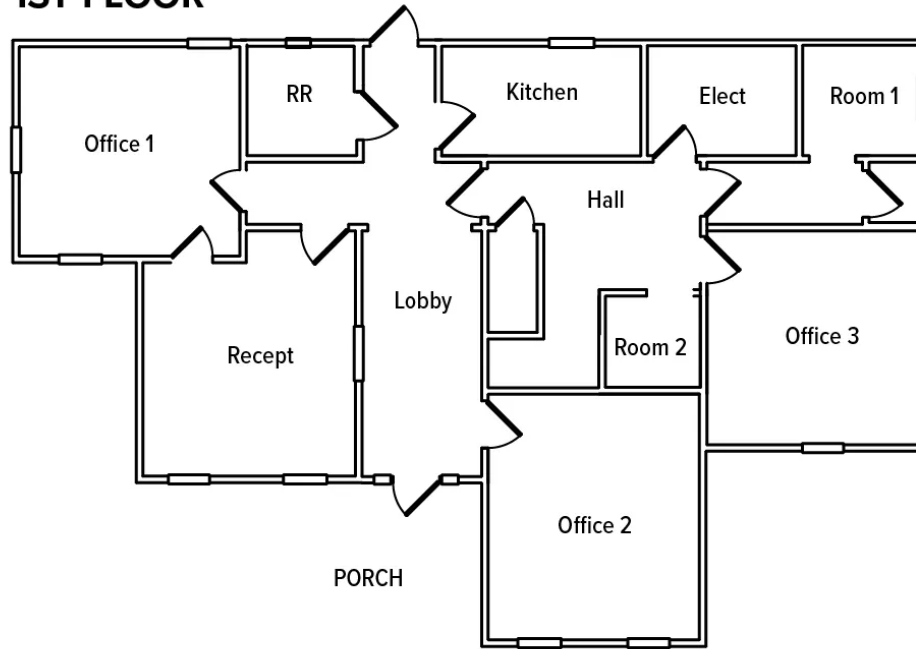 1ST FLOOR
RR
Kitchen
Elect
Room 1
Office 1
Hall
Lobby
Recept
Room 2
Office 3
Office 2
PORCH